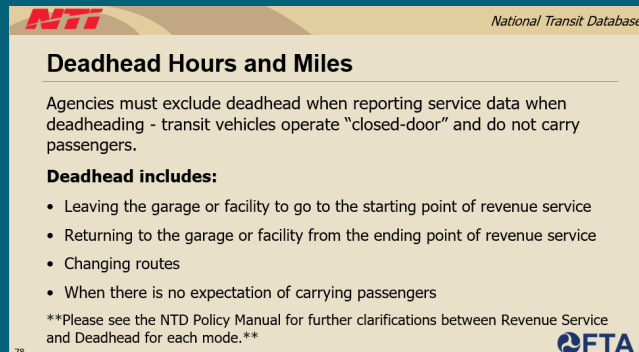 NTI
National Transit Database
Deadhead Hours and Miles
Agencies must exclude deadhead when reporting service data when
deadheading - transit vehicles operate “closed-door” and do not carry
passengers.
Deadhead includes:
• Leaving the garage or facility to go to the starting point of revenue service
• Returning to the garage or facility from the ending point of revenue service
• Changing routes
• When there is no expectation of carrying passengers
**Please see the NTD Policy Manual for further clarifications between Revenue Service
and Deadhead for each mode.**
78
FTA